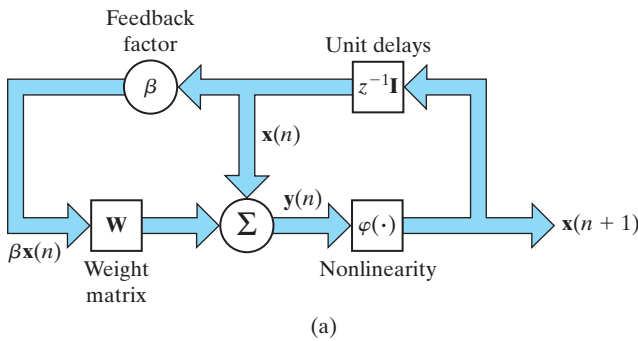 Feedback
factor
Unit delays
β
z⁻¹I
x(n)
y(n)
W
Σ
φ(·)
x(n + 1)
βx(n)
Weight
matrix
Nonlinearity
(a)